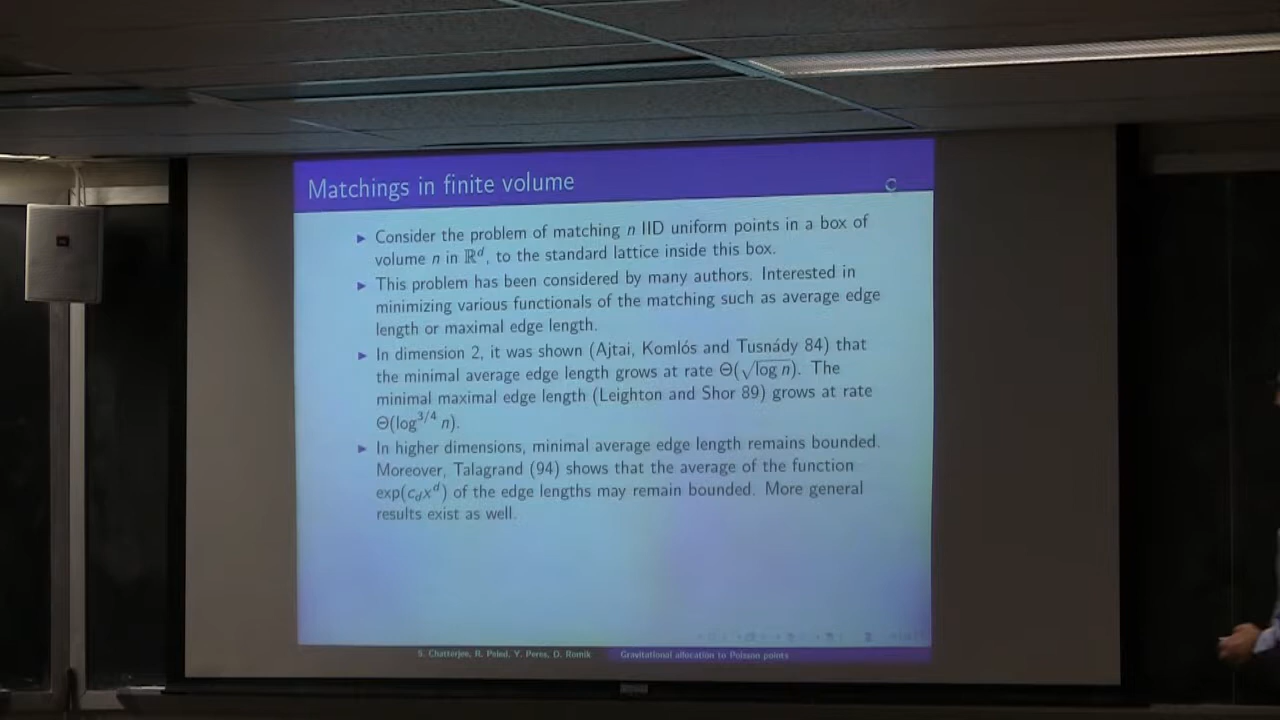 Matchings in finite volume
Consider the problem of matching n IID uniform points in a box of
volume n in ℝᵈ, to the standard lattice inside this box.
This problem has been considered by many authors. Interested in
minimizing various functionals of the matching such as average edge
length or maximal edge length.
In dimension 2, it was shown (Ajtai, Komlós and Tusnády 84) that
the minimal average edge length grows at rate Θ(√log n). The
minimal maximal edge length (Leighton and Shor 89) grows at rate
Θ(log^{3/4} n).
In higher dimensions, minimal average edge length remains bounded.
Moreover, Talagrand (94) shows that the average of the function
exp(c_d x^d) of the edge lengths may remain bounded. More general
results exist as well.
S. Chatterjee, R. Peled, Y. Peres, D. Romik Gravitational allocation to Poisson points